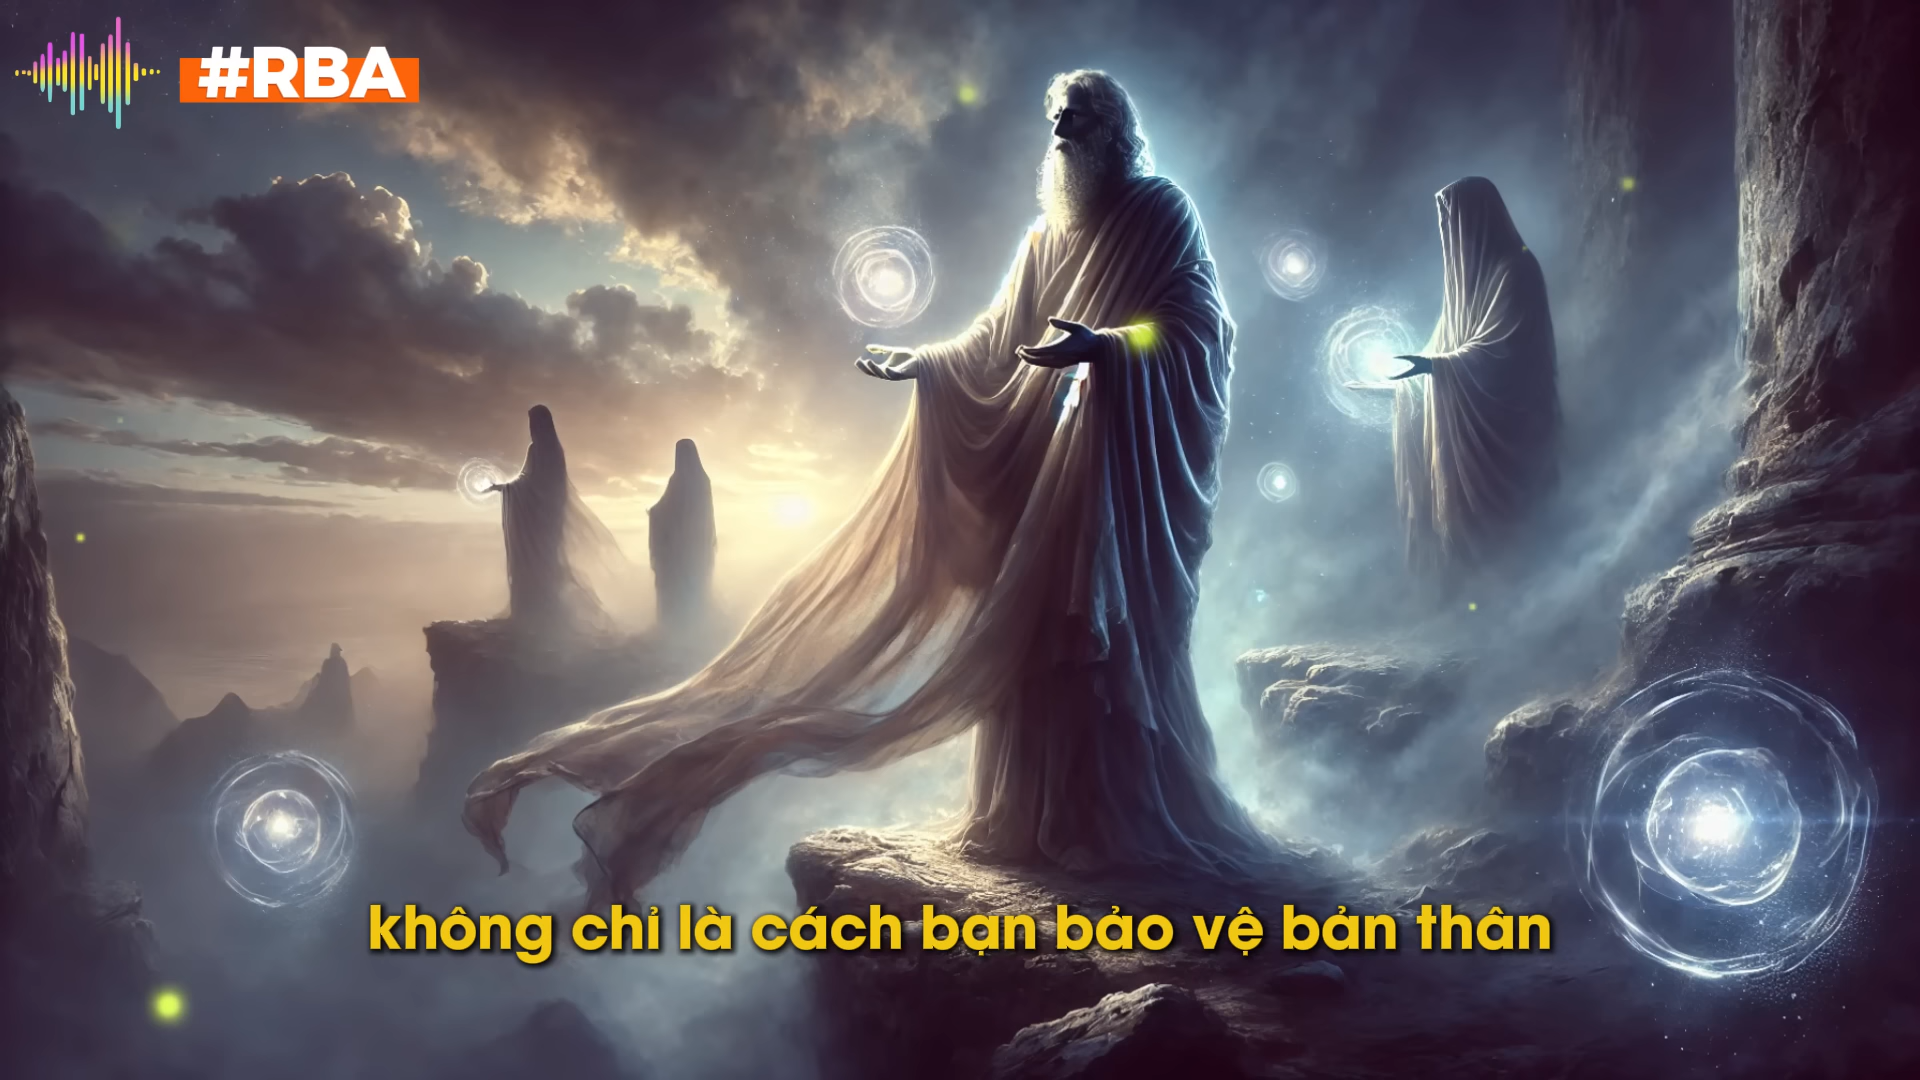 #RBA
không chỉ là cách bạn bảo vệ bản thân